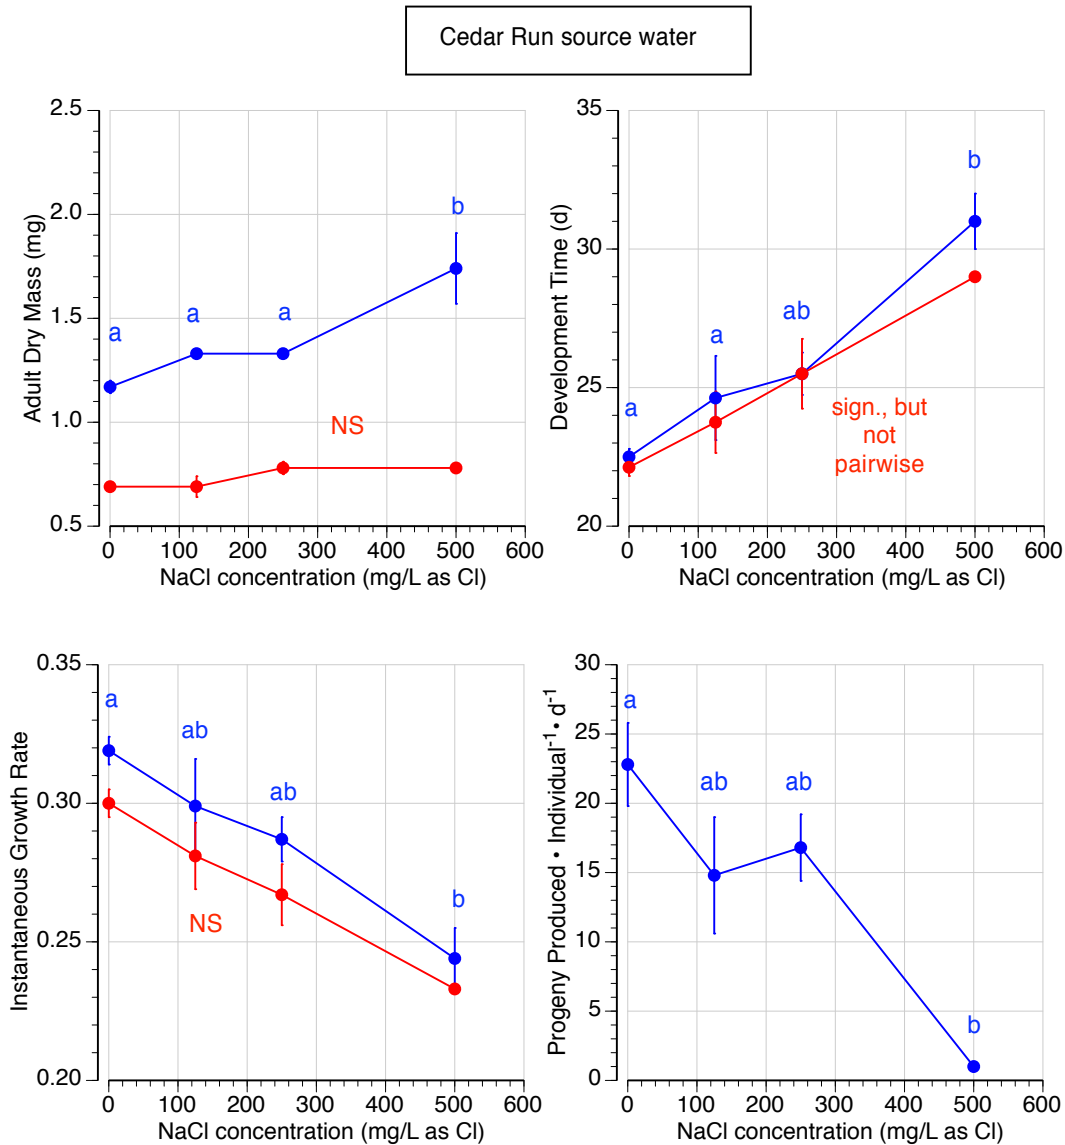 Cedar Run source water
2.5
2.0
1.5
1.0
0.5
Adult Dry Mass (mg)
a
a
a
b
NS
0 100 200 300 400 500 600
NaCl concentration (mg/L as Cl)
35
30
25
20
Development Time (d)
a
a
ab
b
sign., but
not
pairwise
0 100 200 300 400 500 600
NaCl concentration (mg/L as Cl)
0.35
0.30
0.25
0.20
Instantaneous Growth Rate
a
ab
ab
b
NS
0 100 200 300 400 500 600
NaCl concentration (mg/L as Cl)
30
25
20
15
10
5
0
Progeny Produced • Individual⁻¹ • d⁻¹
a
ab
ab
b
0 100 200 300 400 500 600
NaCl concentration (mg/L as Cl)